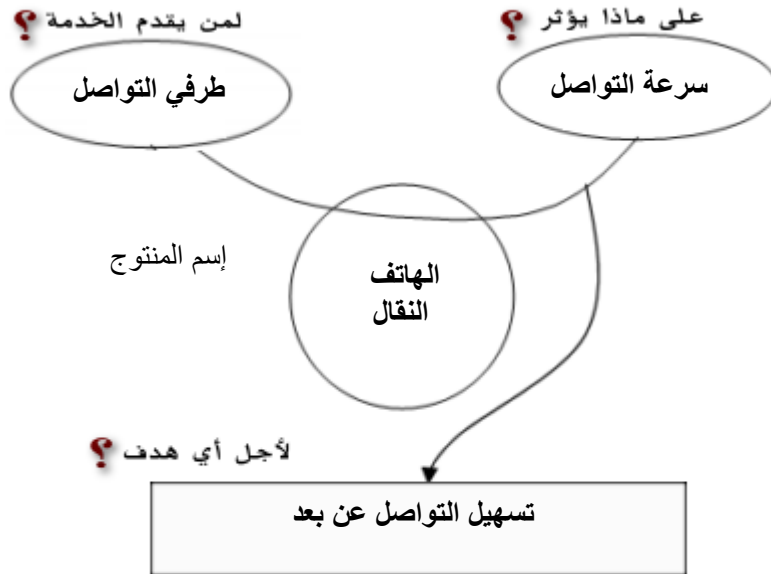 على ماذا يؤثر ؟
لمن يقدم الخدمة ؟
سرعة التواصل
طرفي التواصل
إسم المنتوج
الهاتف
النقال
لأجل أي هدف ؟
تسهيل التواصل عن بعد